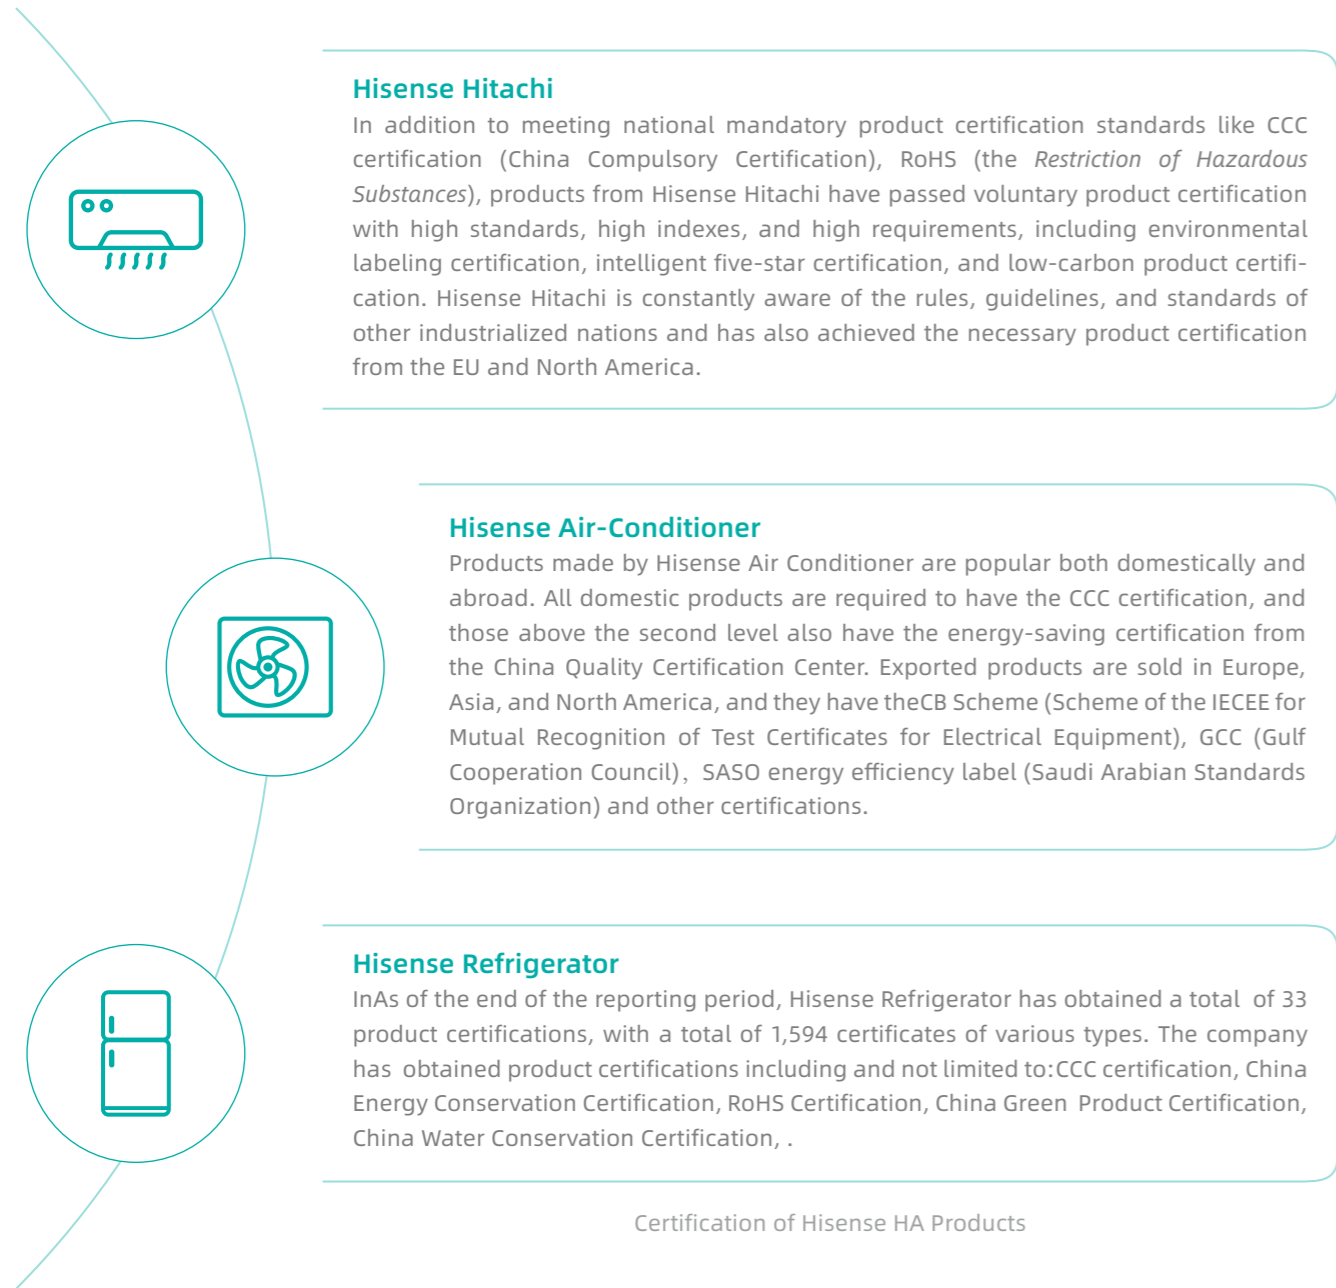 Hisense Hitachi
In addition to meeting national mandatory product certification standards like CCC
certification (China Compulsory Certification), RoHS (the Restriction of Hazardous
Substances), products from Hisense Hitachi have passed voluntary product certification
with high standards, high indexes, and high requirements, including environmental
labeling certification, intelligent five-star certification, and low-carbon product certifi-
cation. Hisense Hitachi is constantly aware of the rules, guidelines, and standards of
other industrialized nations and has also achieved the necessary product certification
from the EU and North America.
Hisense Air-Conditioner
Products made by Hisense Air Conditioner are popular both domestically and
abroad. All domestic products are required to have the CCC certification, and
those above the second level also have the energy-saving certification from
the China Quality Certification Center. Exported products are sold in Europe,
Asia, and North America, and they have theCB Scheme (Scheme of the IECEE for
Mutual Recognition of Test Certificates for Electrical Equipment), GCC (Gulf
Cooperation Council)，SASO energy efficiency label (Saudi Arabian Standards
Organization) and other certifications.
Hisense Refrigerator
InAs of the end of the reporting period, Hisense Refrigerator has obtained a total of 33
product certifications, with a total of 1,594 certificates of various types. The company
has obtained product certifications including and not limited to:CCC certification, China
Energy Conservation Certification, RoHS Certification, China Green Product Certification,
China Water Conservation Certification, .
Certification of Hisense HA Products